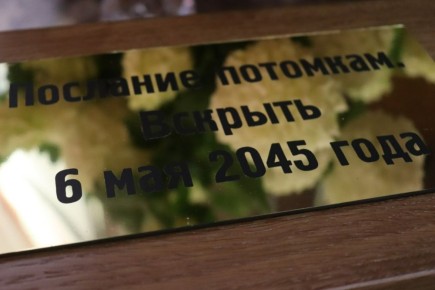 Послание потомкам.
Вскрыть
6 мая 2045 года